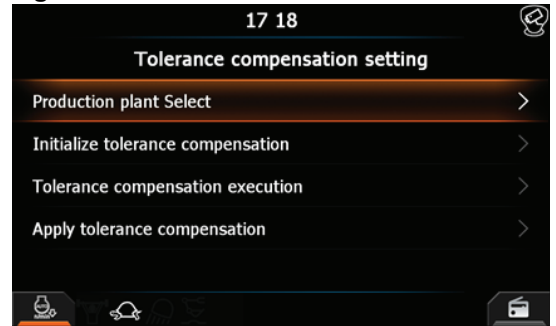 17 18
Tolerance compensation setting
Production plant Select
Initialize tolerance compensation
Tolerance compensation execution
Apply tolerance compensation